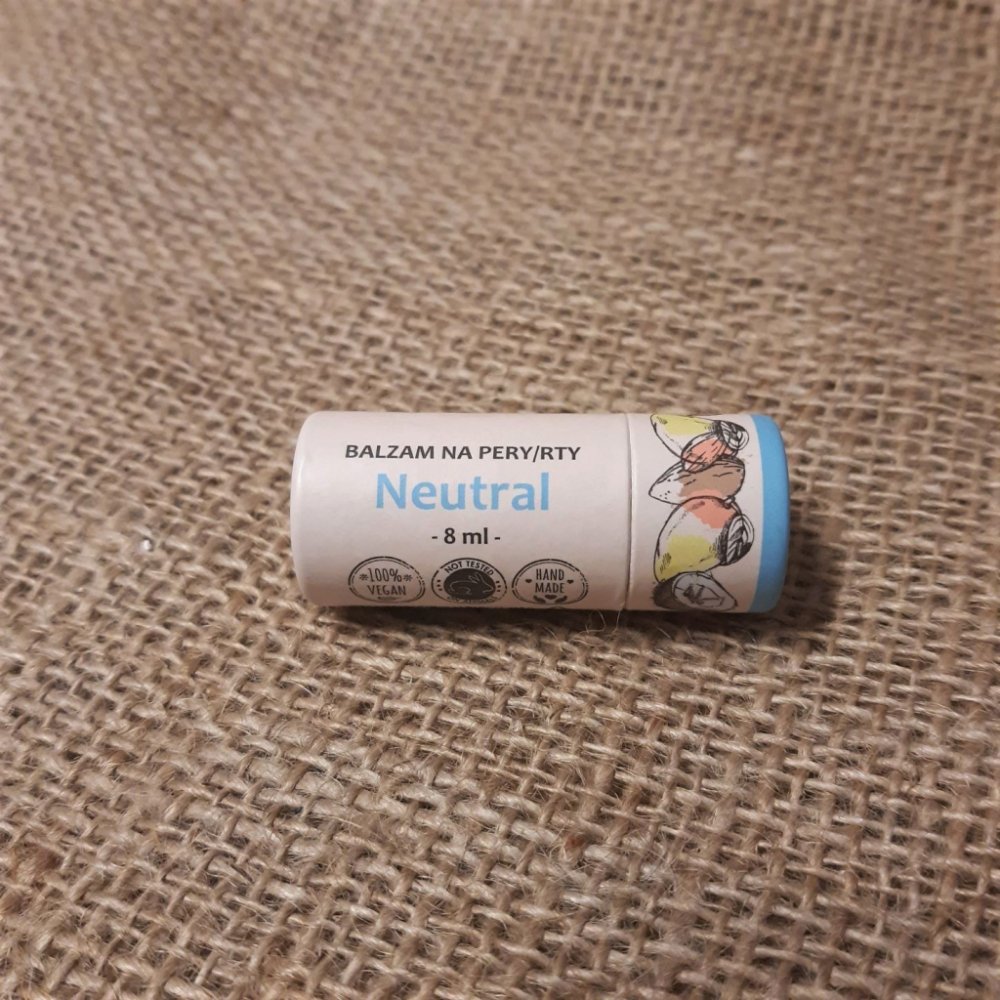 BALZAM NA PERY/RTY
Neutral
- 8 ml -
100%
VEGAN
NOT TESTED
HAND
MADE